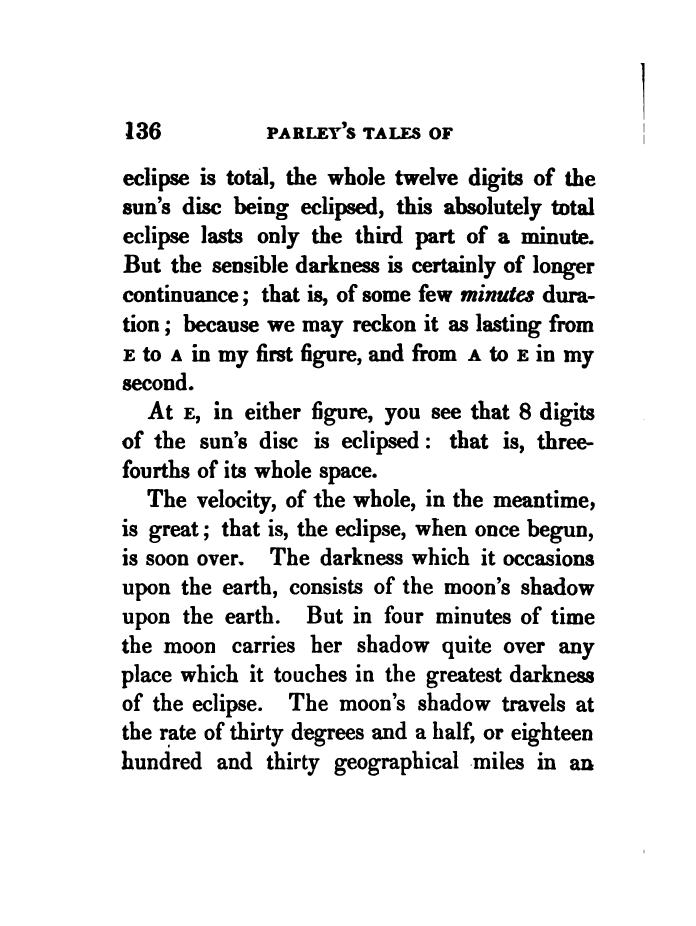 136 PARLEY'S TALES OF
eclipse is total, the whole twelve digits of the
sun's disc being eclipsed, this absolutely total
eclipse lasts only the third part of a minute.
But the sensible darkness is certainly of longer
continuance; that is, of some few minutes dura-
tion; because we may reckon it as lasting from
E to A in my first figure, and from A to E in my
second.
At E, in either figure, you see that 8 digits
of the sun's disc is eclipsed: that is, three-
fourths of its whole space.
The velocity, of the whole, in the meantime,
is great; that is, the eclipse, when once begun,
is soon over. The darkness which it occasions
upon the earth, consists of the moon's shadow
upon the earth. But in four minutes of time
the moon carries her shadow quite over any
place which it touches in the greatest darkness
of the eclipse. The moon's shadow travels at
the rate of thirty degrees and a half, or eighteen
hundred and thirty geographical miles in an